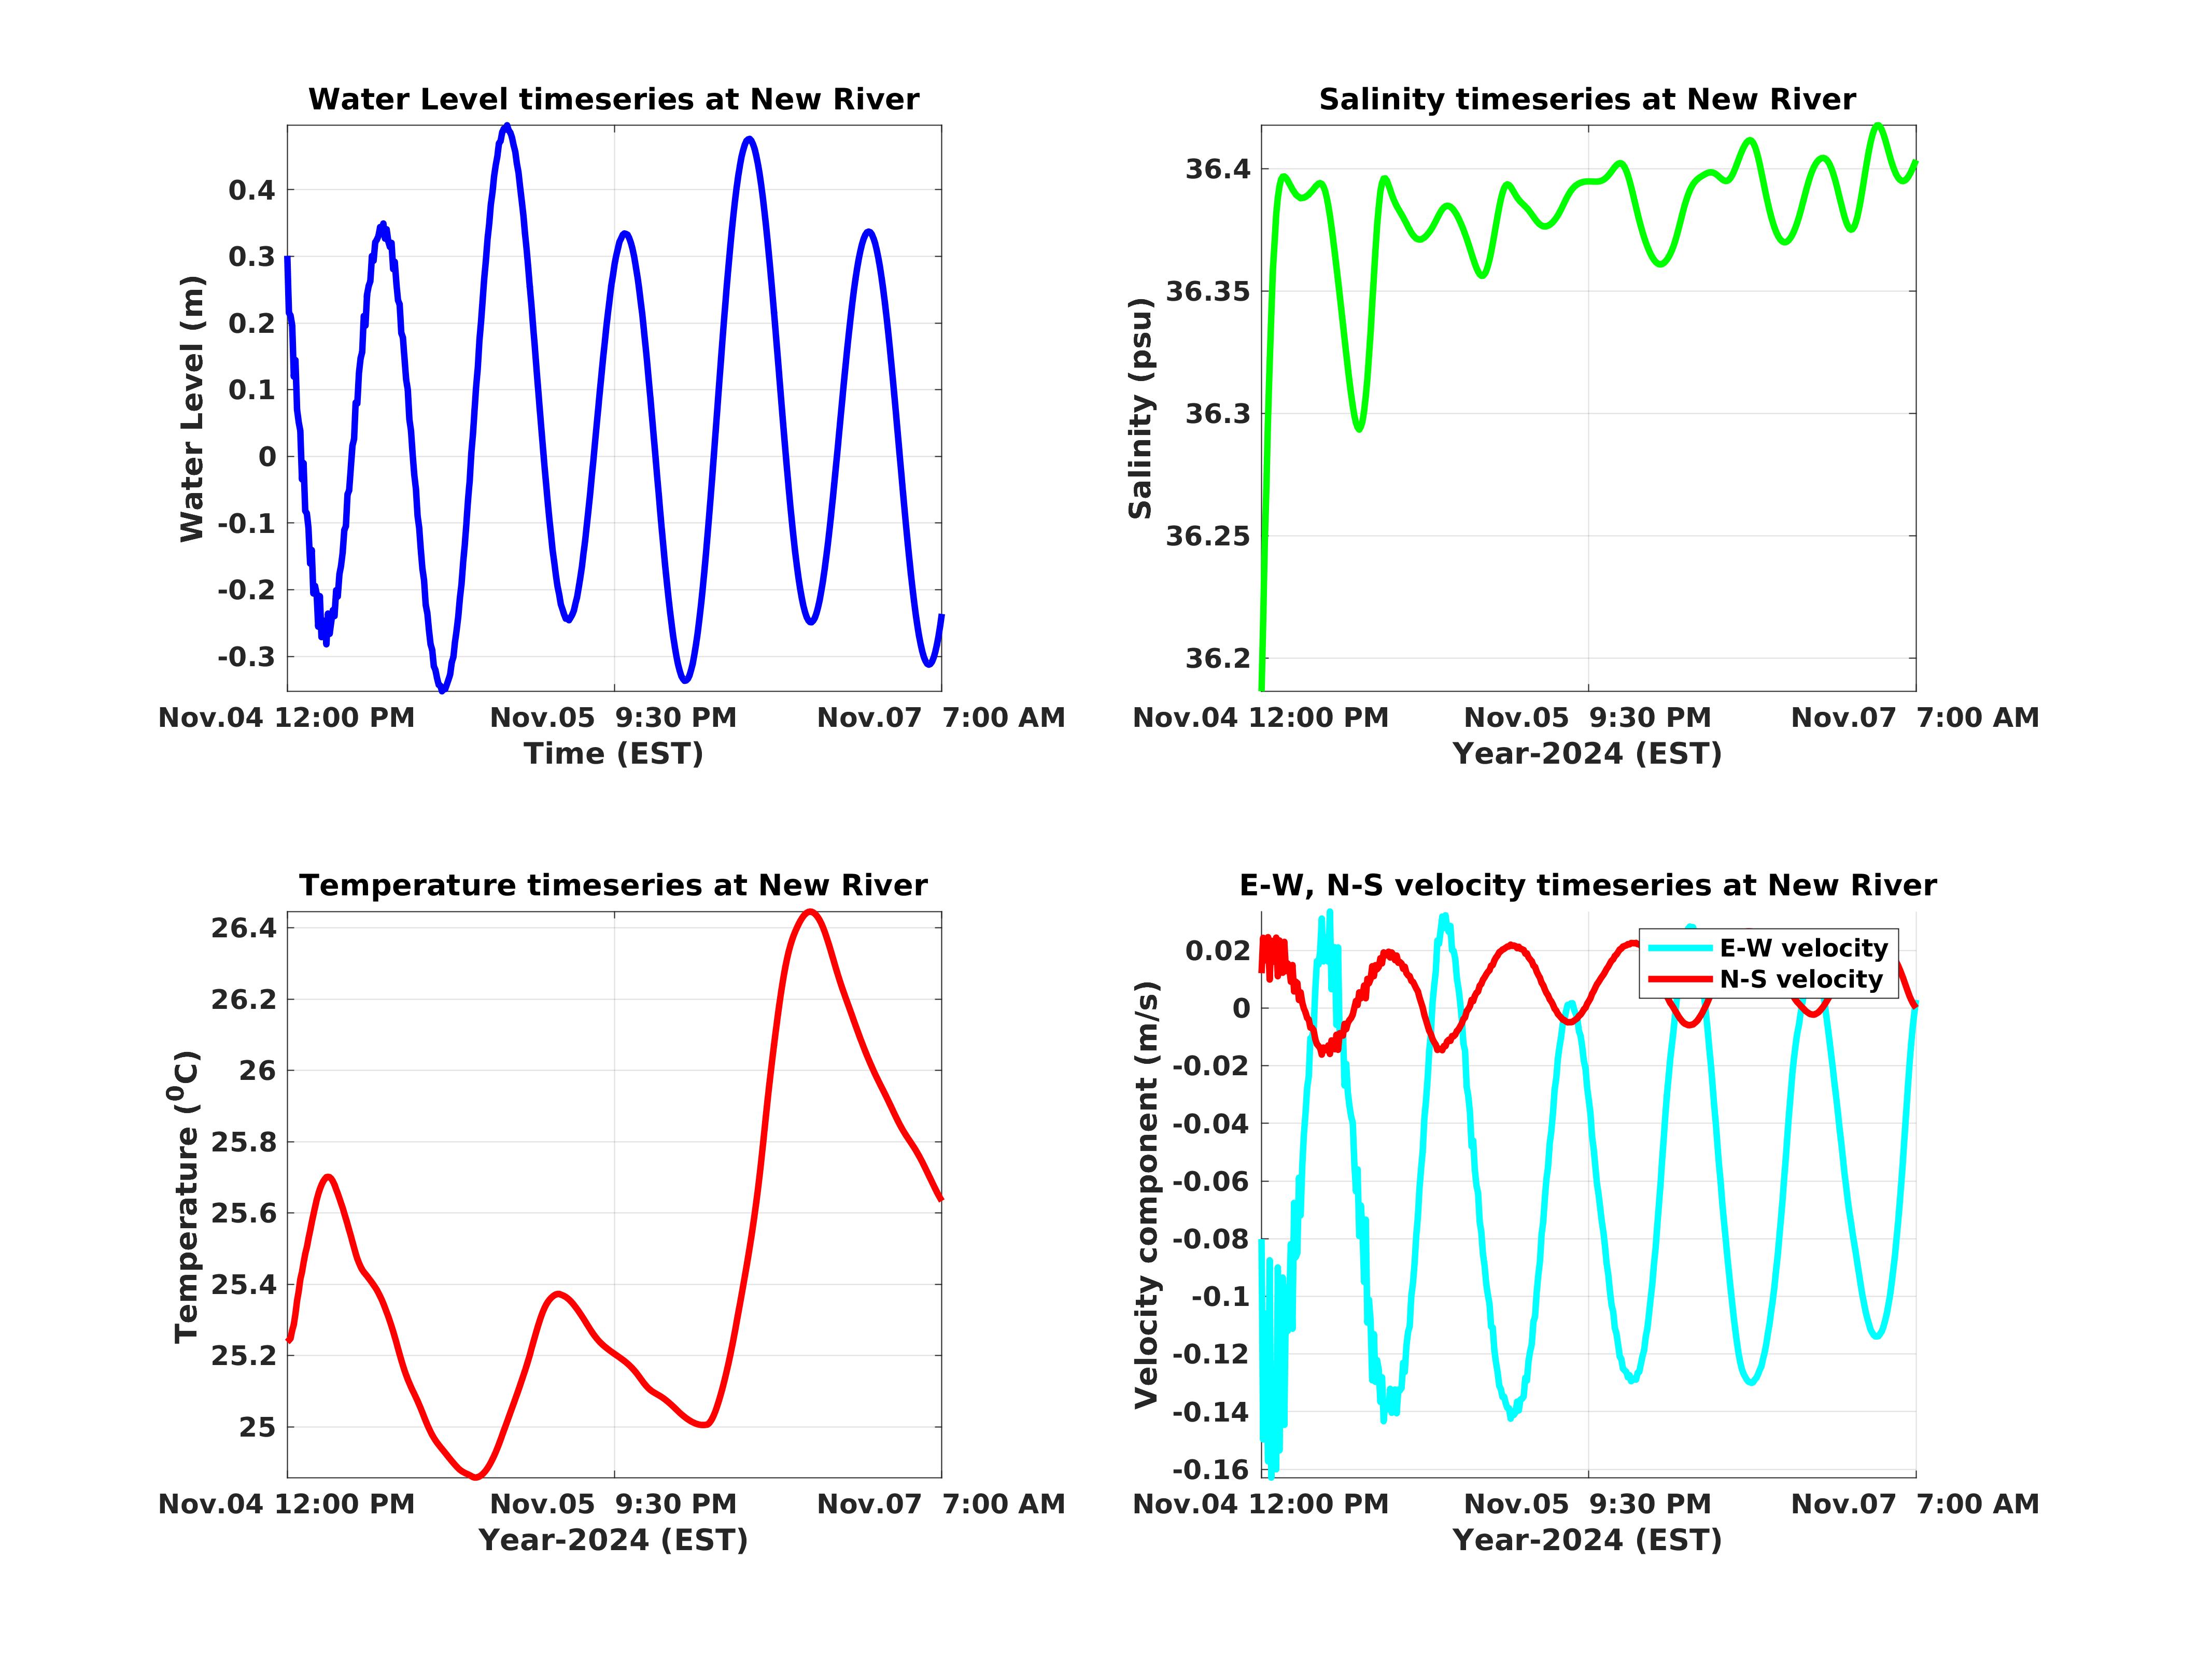 Water Level timeseries at New River
Water Level (m)
0.4
0.3
0.2
0.1
0
-0.1
-0.2
-0.3
Nov.04 12:00 PM Nov.05 9:30 PM Nov.07 7:00 AM
Time (EST)
Salinity timeseries at New River
Salinity (psu)
36.4
36.35
36.3
36.25
36.2
Nov.04 12:00 PM Nov.05 9:30 PM Nov.07 7:00 AM
Year-2024 (EST)
Temperature timeseries at New River
Temperature (⁰C)
26.4
26.2
26
25.8
25.6
25.4
25.2
25
Nov.04 12:00 PM Nov.05 9:30 PM Nov.07 7:00 AM
Year-2024 (EST)
E-W, N-S velocity timeseries at New River
Velocity component (m/s)
0.02
0
-0.02
-0.04
-0.06
-0.08
-0.1
-0.12
-0.14
-0.16
E-W velocity
N-S velocity
Nov.04 12:00 PM Nov.05 9:30 PM Nov.07 7:00 AM
Year-2024 (EST)